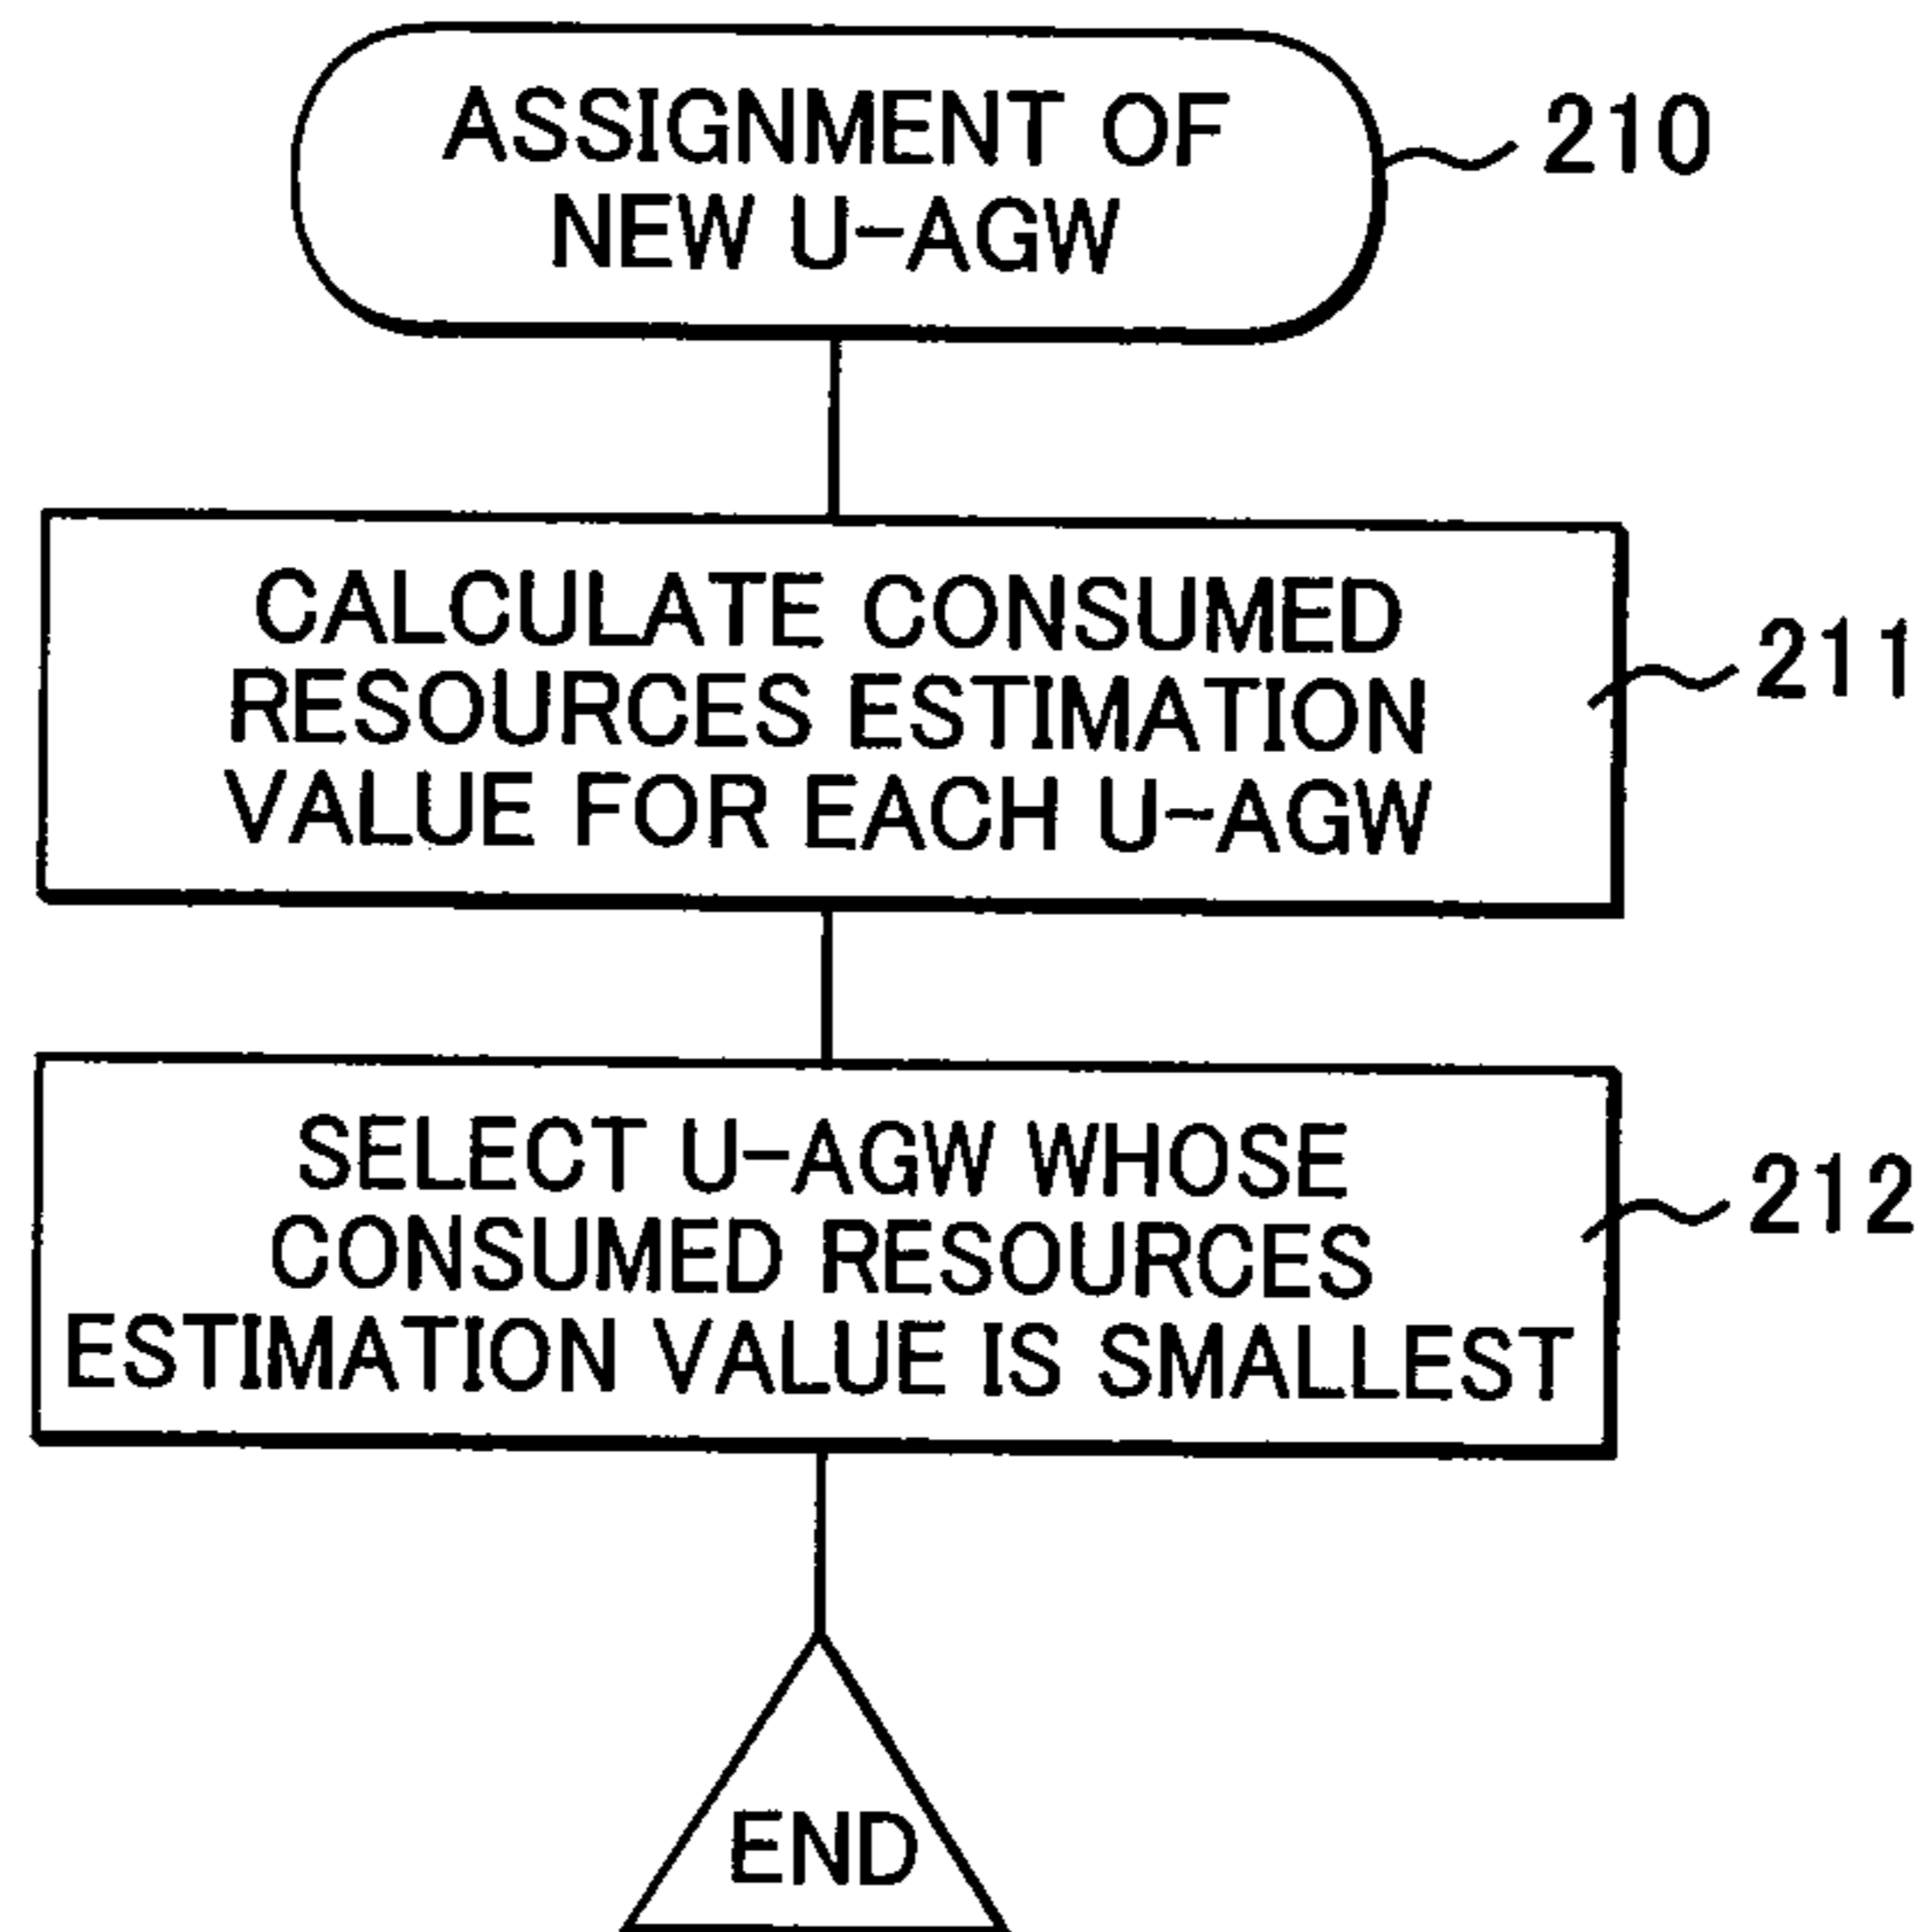 ASSIGNMENT OF
NEW U-AGW
210
CALCULATE CONSUMED
RESOURCES ESTIMATION
VALUE FOR EACH U-AGW
211
SELECT U-AGW WHOSE
CONSUMED RESOURCES
ESTIMATION VALUE IS SMALLEST
212
END